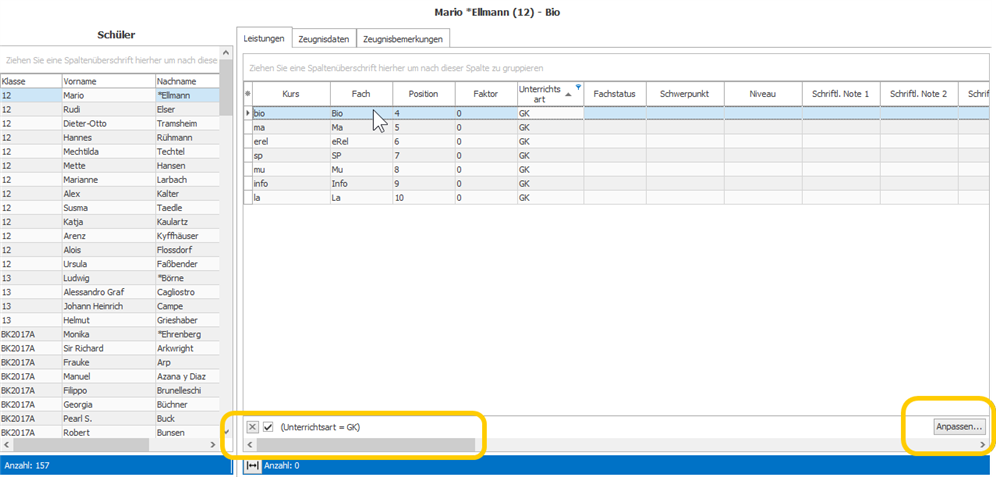 Mario *Ellmann (12) - Bio
Schüler
Ziehen Sie eine Spaltenüberschrift hierher um nach diese
Klasse Vorname Nachname
12 Mario *Ellmann
12 Rudi Elser
12 Dieter-Otto Tramsheim
12 Hannes Rühmann
12 Mechtilda Techtel
12 Mette Hansen
12 Marianne Larbach
12 Alex Kalter
12 Susma Taedle
12 Katja Kaulartz
12 Arenz Kyffhäuser
12 Alois Flossdorf
12 Ursula Faßbender
13 Ludwig *Börne
13 Alessandro Graf Cagliostro
13 Johann Heinrich Campe
13 Helmut Grieshaber
BK2017A Monika *Ehrenberg
BK2017A Sir Richard Arkwright
BK2017A Frauke Arp
BK2017A Manuel Azana y Diaz
BK2017A Filippo Brunelleschi
BK2017A Georgia Büchner
BK2017A Pearl S. Buck
BK2017A Robert Bunsen
Anzahl: 157
Leistungen Zeugnisdaten Zeugnisbemerkungen
Ziehen Sie eine Spaltenüberschrift hierher um nach dieser Spalte zu gruppieren
Kurs Fach Position Faktor Unterrichts Fachstatus Schwerpunkt Niveau Schriftl. Note 1 Schriftl. Note 2 Schrif
art
bio Bio 4 0 GK
ma Ma 5 0 GK
erel eRel 6 0 GK
sp SP 7 0 GK
mu Mu 8 0 GK
info Info 9 0 GK
la La 10 0 GK
(Unterrichtsart = GK) Anpassen...
Anzahl: 0